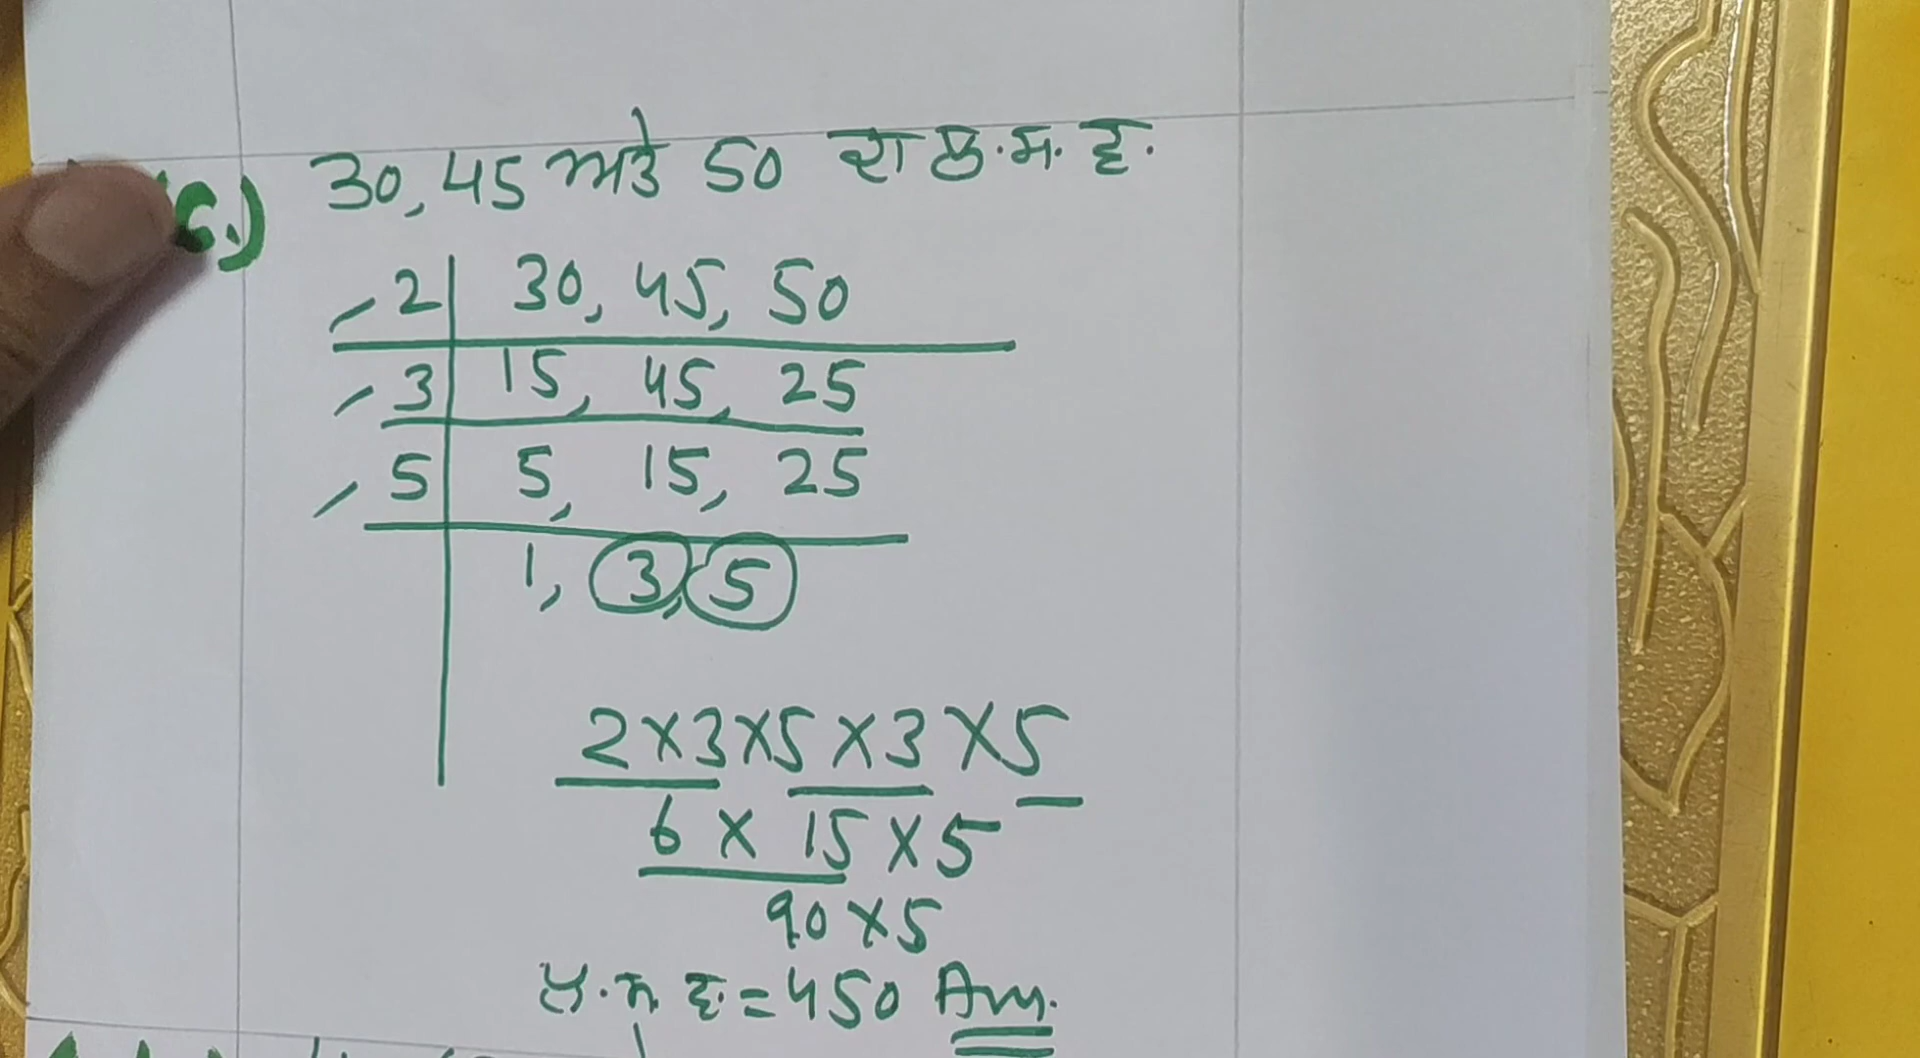 c.) 30, 45 ਅਤੇ 50 ਦਾ ਲ.ਸ.ਵ.
2 | 30, 45, 50
3 | 15, 45, 25
5 | 5, 15, 25
1, 3, 5
2×3×5×3×5
6 × 15 × 5
90 × 5
ਲ.ਸ.ਵ. = 450 Ans.